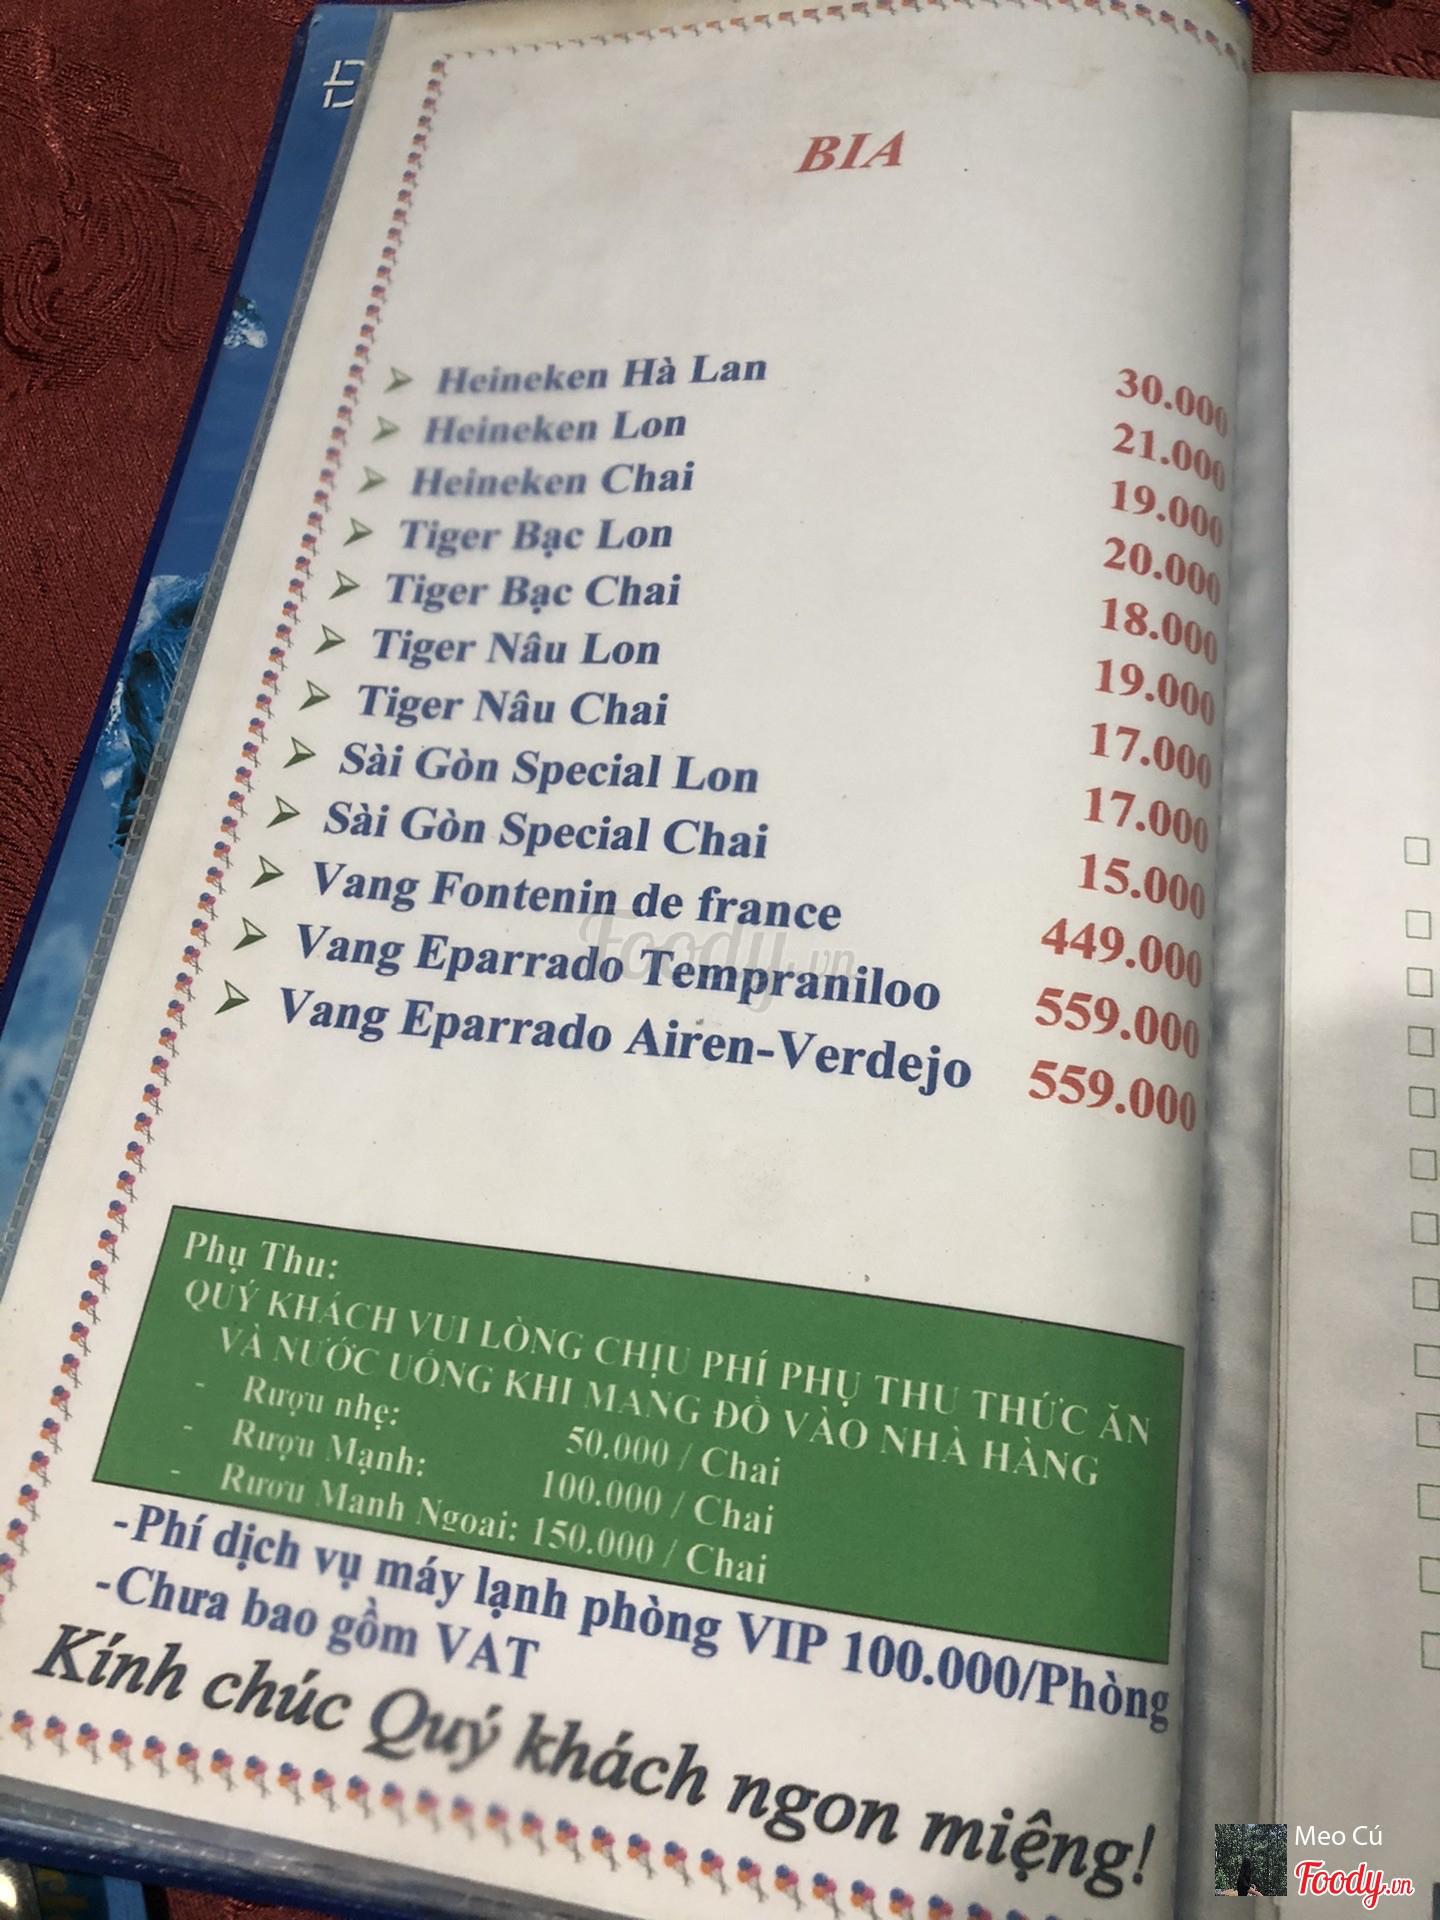 BIA
Heineken Hà Lan 30.000
Heineken Lon 21.000
Heineken Chai 19.000
Tiger Bạc Lon 20.000
Tiger Bạc Chai 18.000
Tiger Nâu Lon 19.000
Tiger Nâu Chai 17.000
Sài Gòn Special Lon 17.000
Sài Gòn Special Chai 15.000
Vang Fontenin de france 449.000
Vang Eparrado Tempraniloo 559.000
Vang Eparrado Airen-Verdejo 559.000
Foody.vn
Phụ Thu:
QUÝ KHÁCH VUI LÒNG CHỊU PHÍ PHỤ THU THỨC ĂN
VÀ NƯỚC UỐNG KHI MANG ĐỒ VÀO NHÀ HÀNG
- Rượu nhẹ: 50.000 / Chai
- Rượu Mạnh: 100.000 / Chai
- Rượu Mạnh Ngoại: 150.000 / Chai
-Phí dịch vụ máy lạnh phòng VIP 100.000/Phòng
-Chưa bao gồm VAT
Kính chúc Quý khách ngon miệng!
Meo Cú
Foody.vn